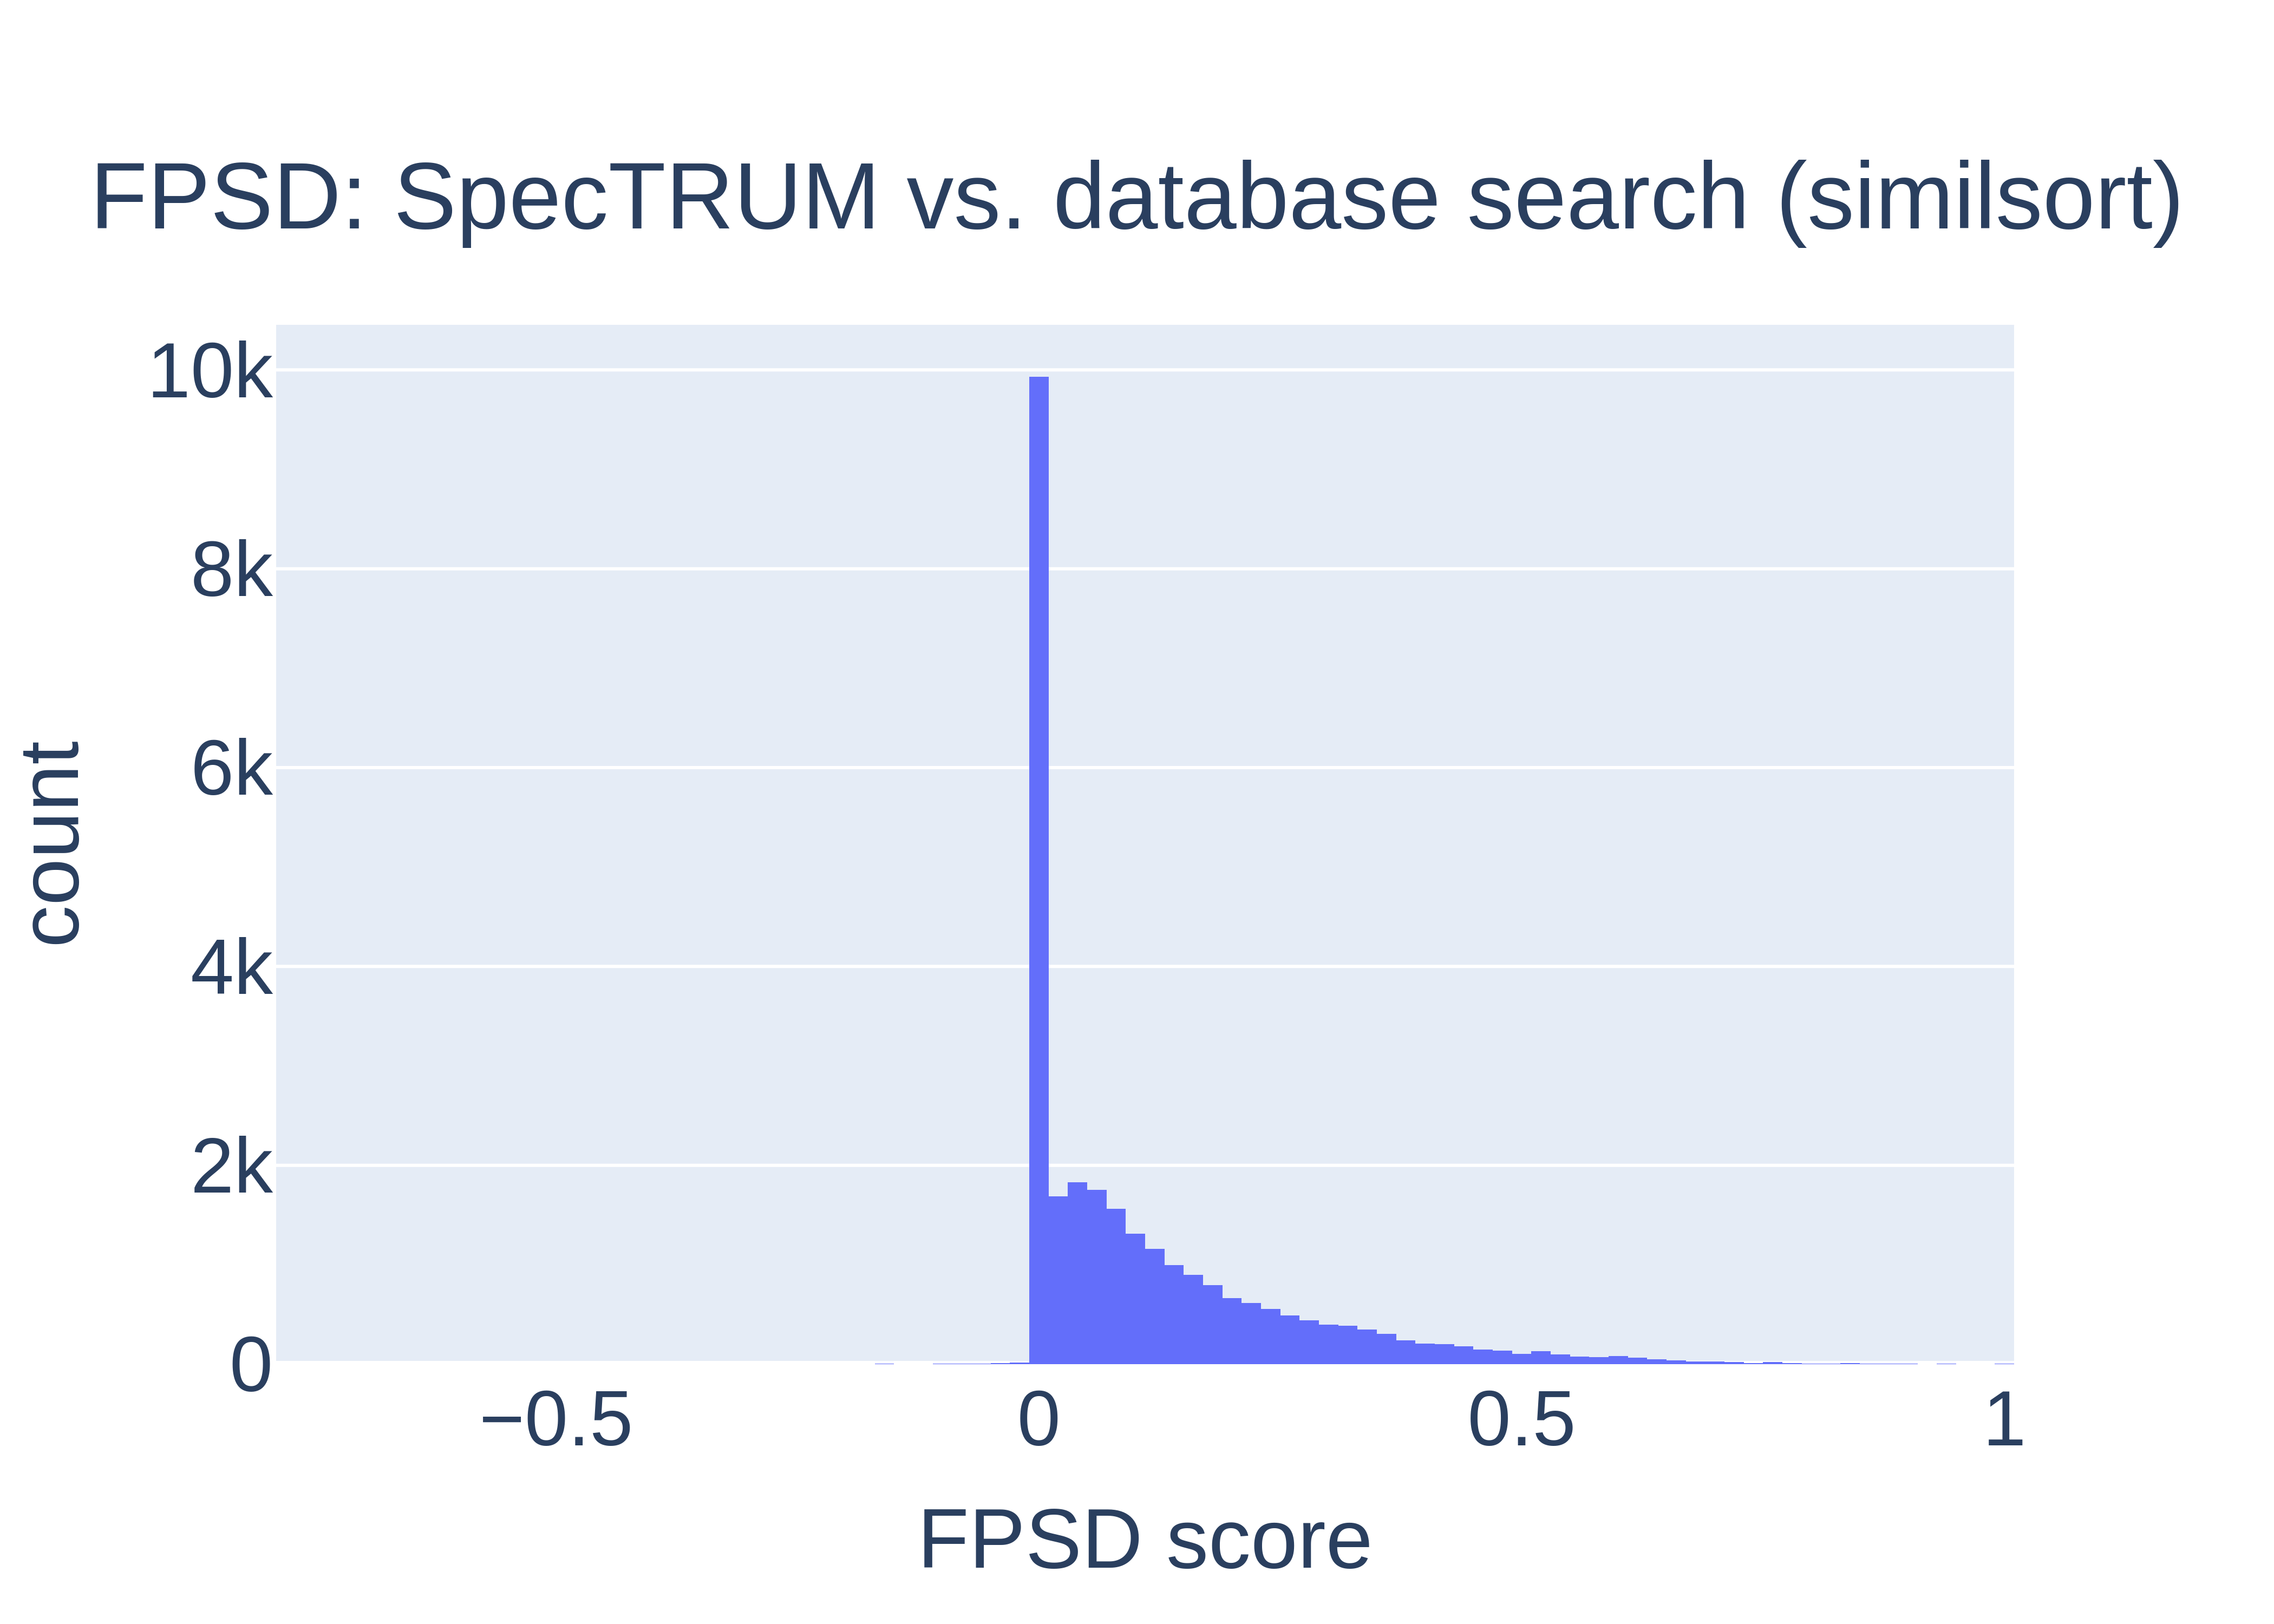 FPSD: SpecTRUM vs. database search (similsort)
10k
8k
6k
4k
2k
0
count
−0.5
0
0.5
1
FPSD score